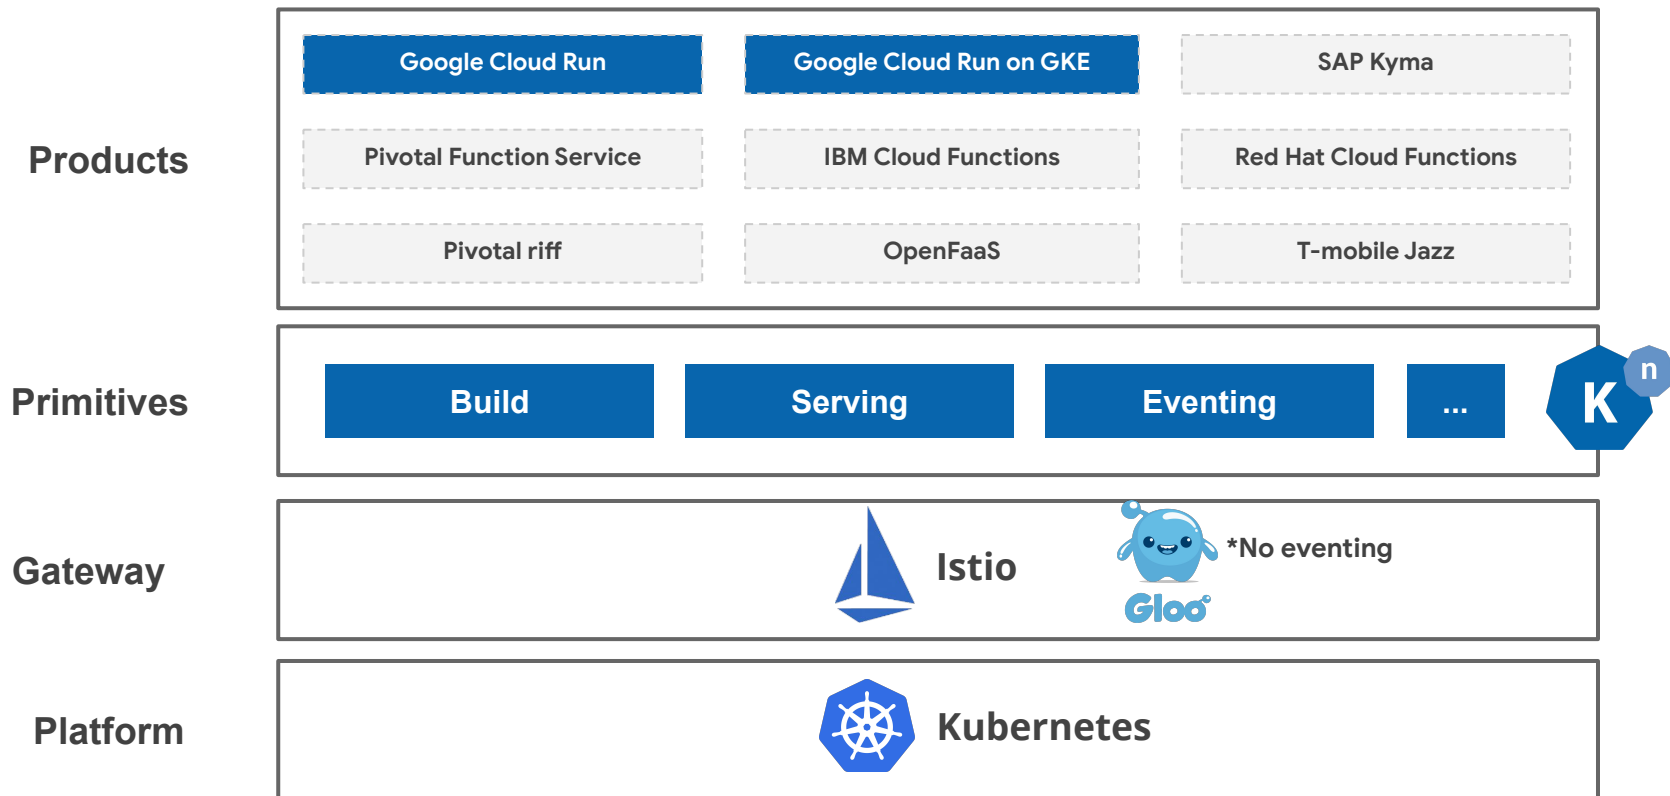 Products
Google Cloud Run
Google Cloud Run on GKE
SAP Kyma
Pivotal Function Service
IBM Cloud Functions
Red Hat Cloud Functions
Pivotal riff
OpenFaaS
T-mobile Jazz
Primitives
Build
Serving
Eventing
...
K
n
Gateway
Istio
Gloo
*No eventing
Platform
Kubernetes